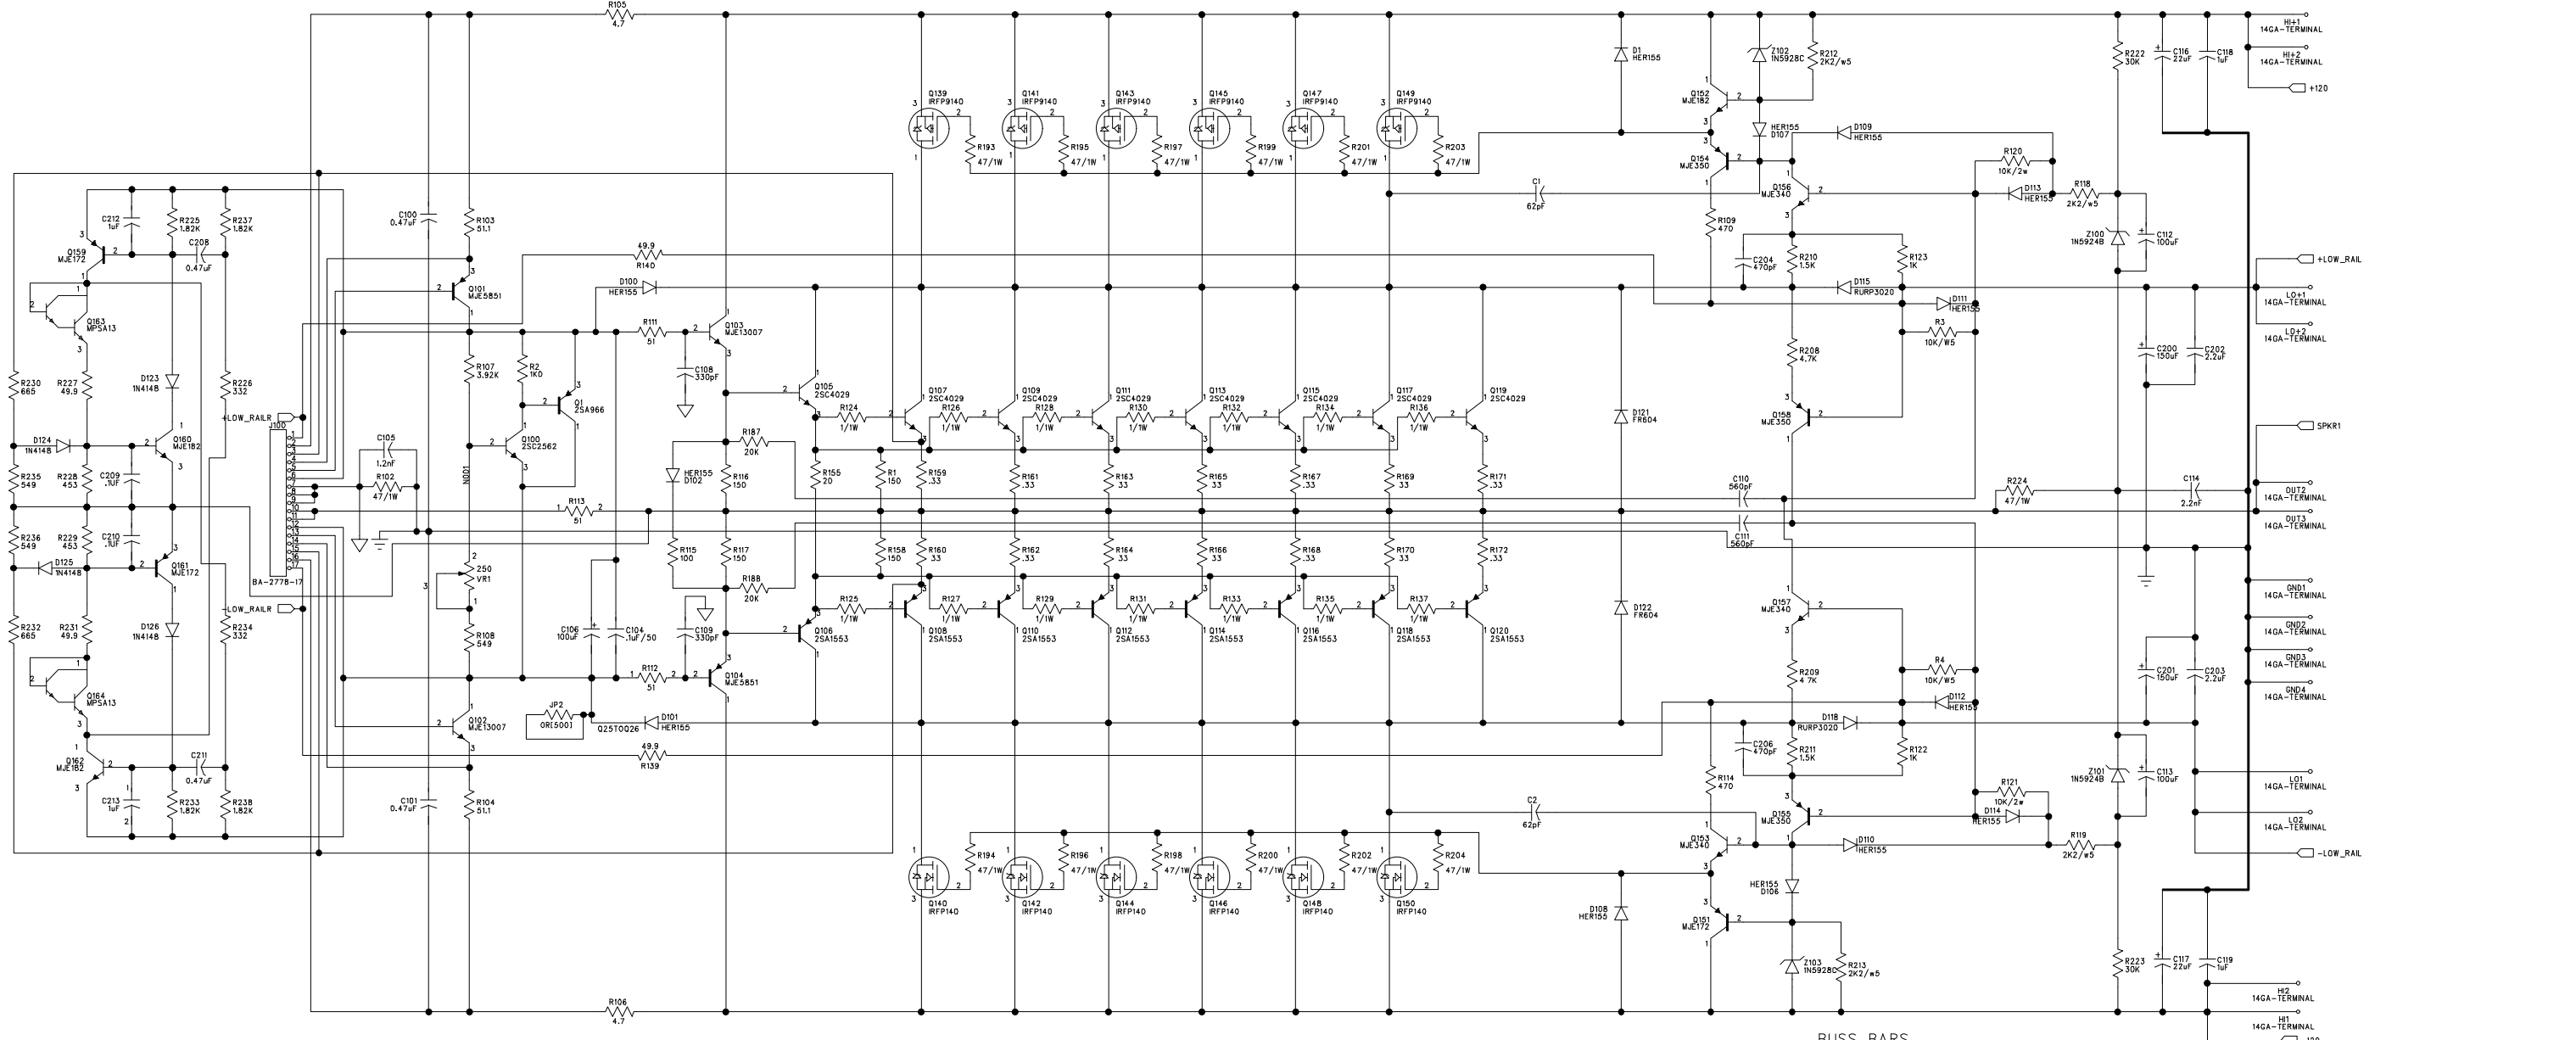 R105
4.7
HI+1
14GA-TERMINAL
HI+2
14GA-TERMINAL
+120
D1
HER155
Z102
1N5928C
R212
2K2/w5
R222
30K
C116
22uF
C118
1uF
Q139
IRFP9140
Q141
IRFP9140
Q143
IRFP9140
Q145
IRFP9140
Q147
IRFP9140
Q149
IRFP9140
Q152
MJE182
HER155
D107
D109
HER155
R193
47/1W
R195
47/1W
R197
47/1W
R199
47/1W
R201
47/1W
R203
47/1W
Q154
MJE350
R120
10K/2w
C1
62pF
Q156
MJE340
D113
HER155
R118
2K2/w5
C212
1uF
R225
1.82K
R237
1.82K
C208
0.47uF
Q159
MJE172
C100
0.47uF
R103
51.1
49.9
R140
R109
470
C204
470pF
R210
1.5K
R123
1K
Z100
1N5924B
C112
100uF
+LOW_RAIL
LO+1
14GA-TERMINAL
LO+2
14GA-TERMINAL
Q163
MPSA13
Q101
MJE5851
D100
HER155
D115
RURP3020
D111
HER155
R111
51
Q103
MJE13007
R3
10K/W5
R107
3.92K
R2
1K0
C108
330pF
R208
4.7K
C200
150uF
C202
2.2uF
R230
665
R227
49.9
D123
1N4148
R226
332
Q1
2SA966
Q105
2SC4029
Q107
2SC4029
Q109
2SC4029
Q111
2SC4029
Q113
2SC4029
Q115
2SC4029
Q117
2SC4029
Q119
2SC4029
+LOW_RAILR
J100
R124
1/1W
R126
1/1W
R128
1/1W
R130
1/1W
R132
1/1W
R134
1/1W
R136
1/1W
D121
FR604
Q158
MJE350
SPKR1
D124
1N4148
Q160
MJE182
Q100
2SC2562
R187
20K
C105
1.2nF
R102
47/1W
R235
549
R228
453
C209
.1UF
NOD1
HER155
D102
R116
150
R155
20
R1
150
R159
.33
R161
.33
R163
.33
R165
.33
R167
.33
R169
.33
R171
.33
C110
560pF
R224
47/1W
C114
2.2nF
OUT2
14GA-TERMINAL
OUT3
14GA-TERMINAL
R113
51
R236
549
R229
453
C210
.1UF
D125
1N4148
Q161
MJE172
BA-2778-17
250
VR1
R115
100
R117
150
R188
20K
R158
150
R160
.33
R162
.33
R164
.33
R166
.33
R168
.33
R170
.33
R172
.33
C111
560pF
GND1
14GA-TERMINAL
GND2
14GA-TERMINAL
GND3
14GA-TERMINAL
GND4
14GA-TERMINAL
-LOW_RAILR
R232
665
R231
49.9
D126
1N4148
R234
332
R108
549
C106
100uF
C104
.1uF/50
C109
330pF
Q106
2SA1553
R125
1/1W
R127
1/1W
R129
1/1W
R131
1/1W
R133
1/1W
R135
1/1W
R137
1/1W
Q108
2SA1553
Q110
2SA1553
Q112
2SA1553
Q114
2SA1553
Q116
2SA1553
Q118
2SA1553
Q120
2SA1553
D122
FR604
Q157
MJE340
R209
4.7K
R4
10K/W5
C201
150uF
C203
2.2uF
Q164
MPSA13
R112
51
Q104
MJE5851
JP2
0R[500]
Q25TOQ26
D101
HER155
Q102
MJE13007
49.9
R139
D112
HER155
D118
RURP3020
C206
470pF
R211
1.5K
R122
1K
R114
470
Q162
MJE182
C211
0.47uF
C213
1uF
R233
1.82K
R238
1.82K
C101
0.47uF
R104
51.1
Z101
1N5924B
C113
100uF
LO1
14GA-TERMINAL
LO2
14GA-TERMINAL
-LOW_RAIL
C2
62pF
R121
10K/2w
D114
HER155
Q155
MJE350
Q153
MJE340
D110
HER155
R119
2K2/w5
R194
47/1W
R196
47/1W
R198
47/1W
R200
47/1W
R202
47/1W
R204
47/1W
Q140
IRFP140
Q142
IRFP140
Q144
IRFP140
Q146
IRFP140
Q148
IRFP140
Q150
IRFP140
D108
HER155
HER155
D106
Q151
MJE172
Z103
1N5928C
R213
2K2/w5
R223
30K
C117
22uF
C119
1uF
R106
4.7
HI2
14GA-TERMINAL
HI1
14GA-TERMINAL
BUSS BARS